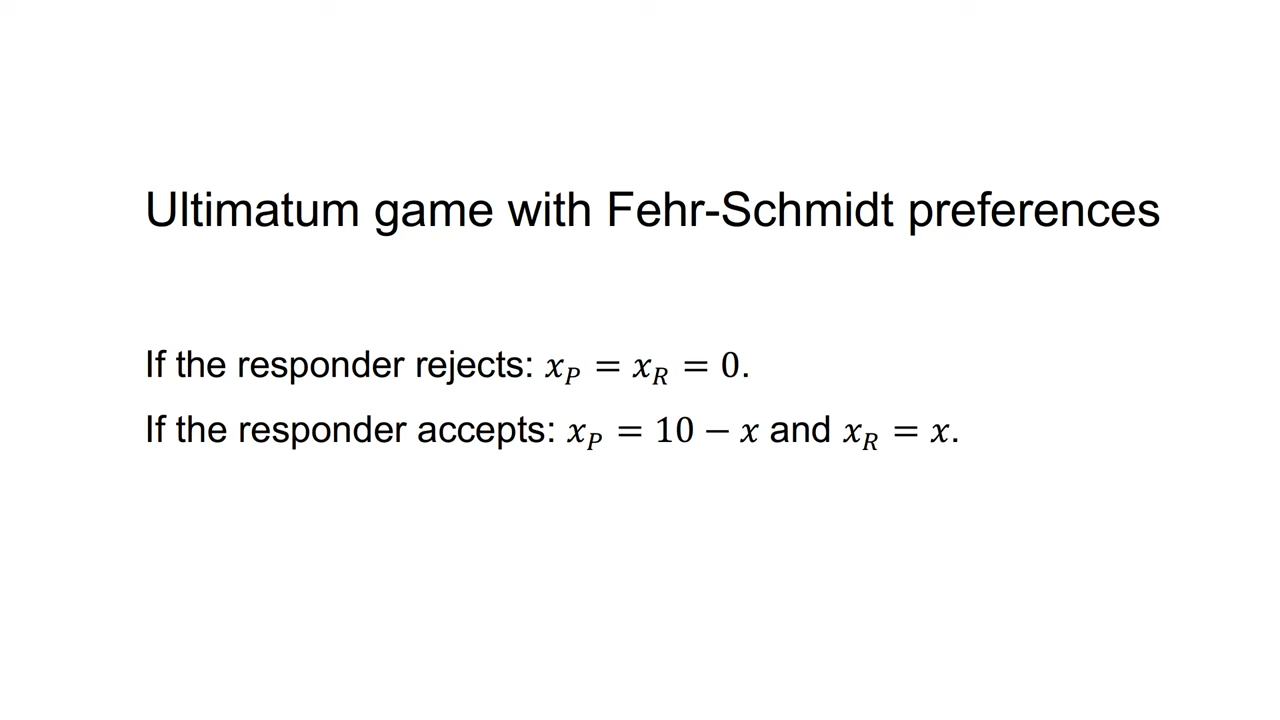 Ultimatum game with Fehr-Schmidt preferences
If the responder rejects: x_P = x_R = 0.
If the responder accepts: x_P = 10 − x and x_R = x.